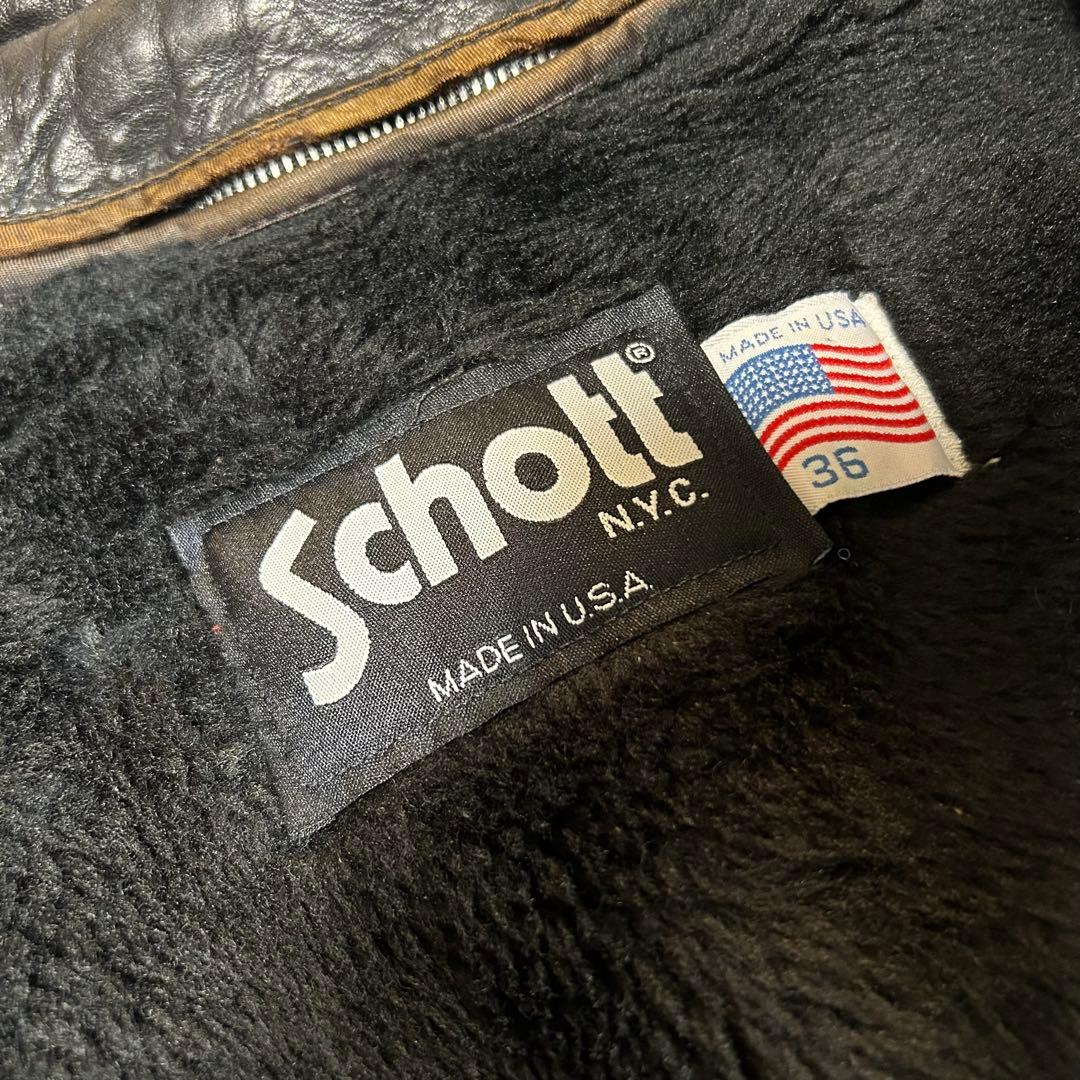 Schott®
N.Y.C.
MADE IN U.S.A.
MADE IN USA
36